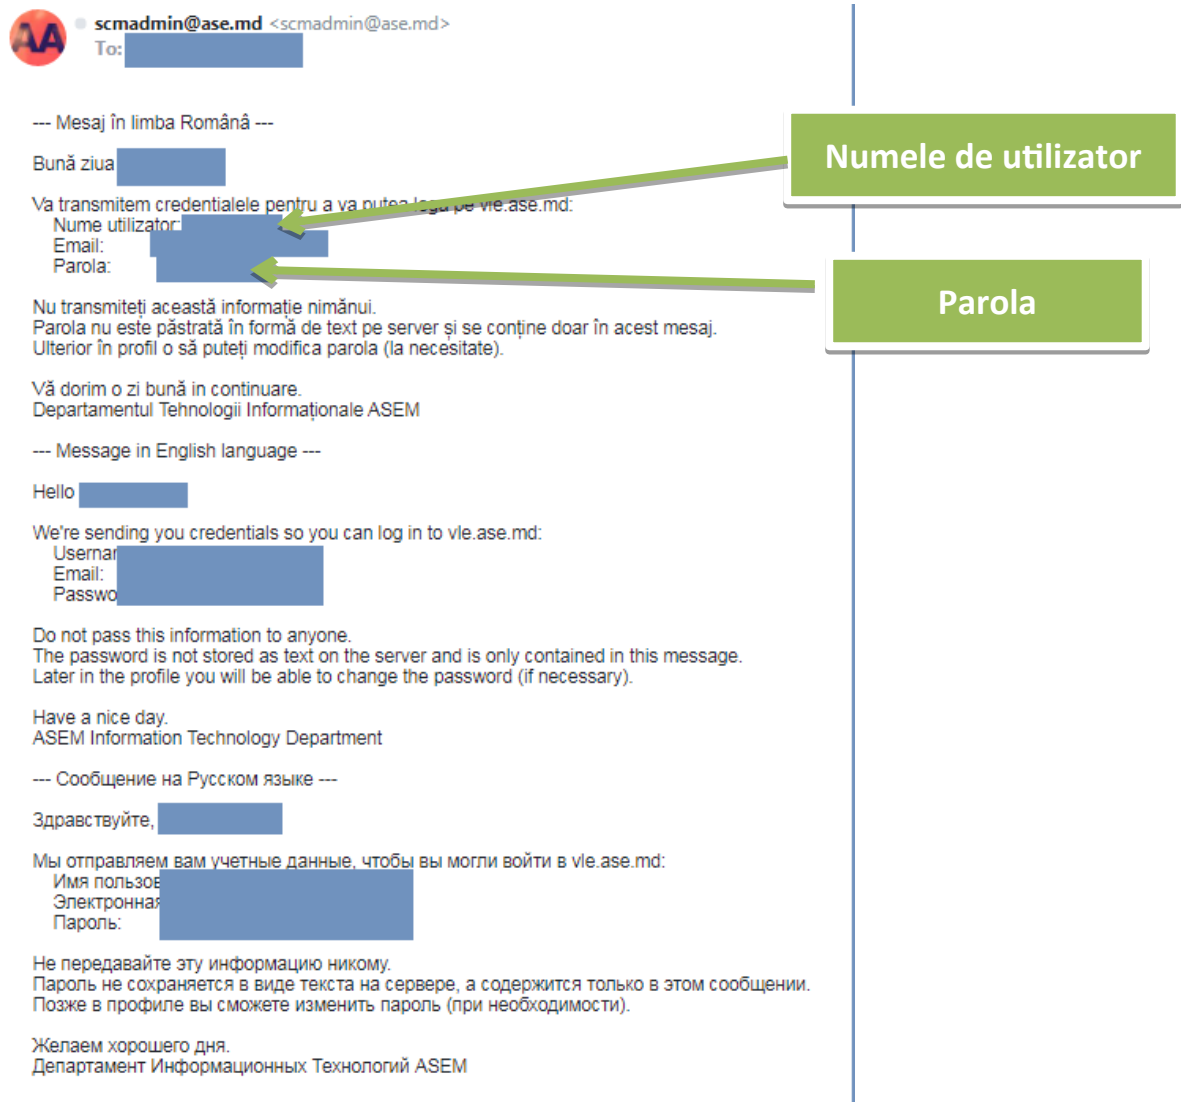 AA
scmadmin@ase.md <scmadmin@ase.md>
To:
--- Mesaj în limba Românâ ---
Bună ziua
Va transmitem credentialele pentru a va putea loga pe vle.ase.md:
Nume utilizator:
Email:
Parola:
Numele de utilizator
Parola
Nu transmiteți această informație nimănui.
Parola nu este păstrată în formă de text pe server și se conține doar în acest mesaj.
Ulterior în profil o să puteți modifica parola (la necesitate).
Vă dorim o zi bună in continuare.
Departamentul Tehnologii Informaționale ASEM
--- Message in English language ---
Hello
We're sending you credentials so you can log in to vle.ase.md:
Email:
Do not pass this information to anyone.
The password is not stored as text on the server and is only contained in this message.
Later in the profile you will be able to change the password (if necessary).
Have a nice day.
ASEM Information Technology Department
--- Сообщение на Русском языке ---
Здравствуйте,
Мы отправляем вам учетные данные, чтобы вы могли войти в vle.ase.md:
Имя
Пароль:
Не передавайте эту информацию никому.
Пароль не сохраняется в виде текста на сервере, а содержится только в этом сообщении.
Позже в профиле вы сможете изменить пароль (при необходимости).
Желаем хорошего дня.
Департамент Информационных Технологий ASEM